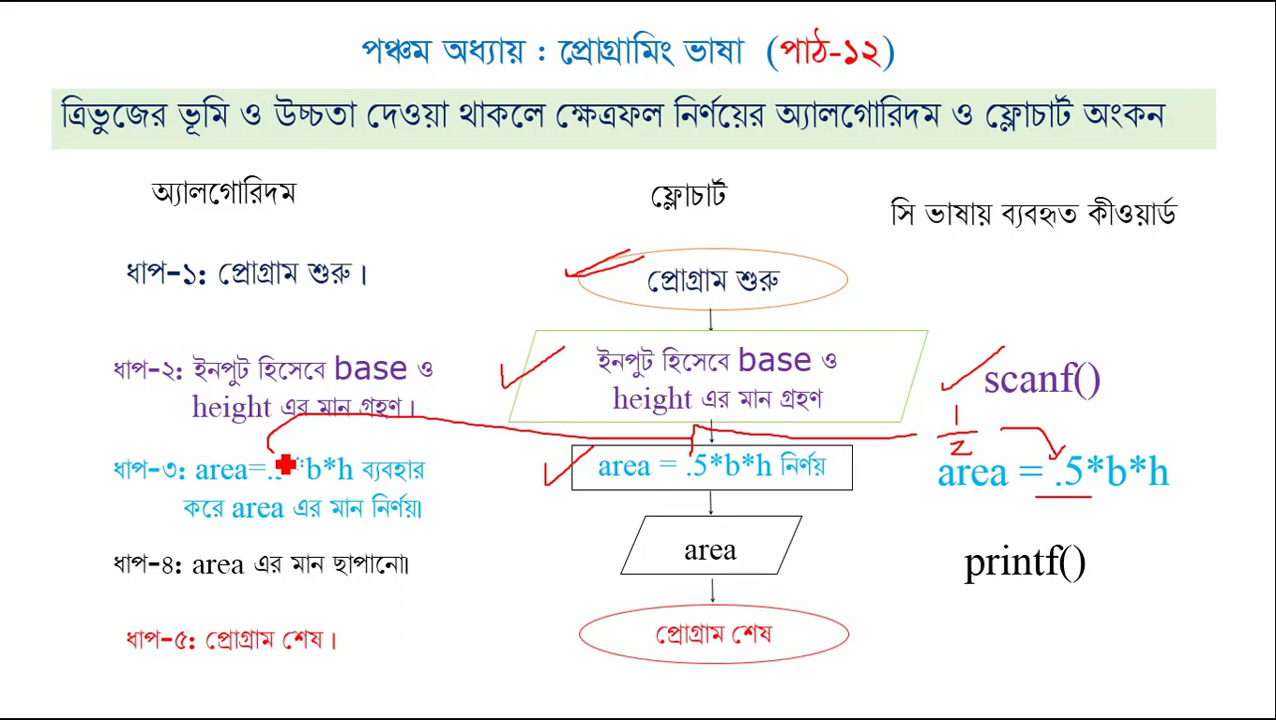 পঞ্চম অধ্যায় : প্রোগ্রামিং ভাষা (পাঠ-১২)
ত্রিভুজের ভূমি ও উচ্চতা দেওয়া থাকলে ক্ষেত্রফল নির্ণয়ের অ্যালগোরিদম ও ফ্লোচার্ট অংকন
অ্যালগোরিদম
ধাপ-১: প্রোগ্রাম শুরু।
ধাপ-২: ইনপুট হিসেবে base ও
height এর মান গ্রহণ।
ধাপ-৩: area=. *b*h ব্যবহার
করে area এর মান নির্ণয়।
ধাপ-৪: area এর মান ছাপানো।
ধাপ-৫: প্রোগ্রাম শেষ।
ফ্লোচার্ট
প্রোগ্রাম শুরু
ইনপুট হিসেবে base ও
height এর মান গ্রহণ
area = .5*b*h নির্ণয়
area
প্রোগ্রাম শেষ
সি ভাষায় ব্যবহৃত কীওয়ার্ড
scanf()
1
2
area = .5*b*h
printf()